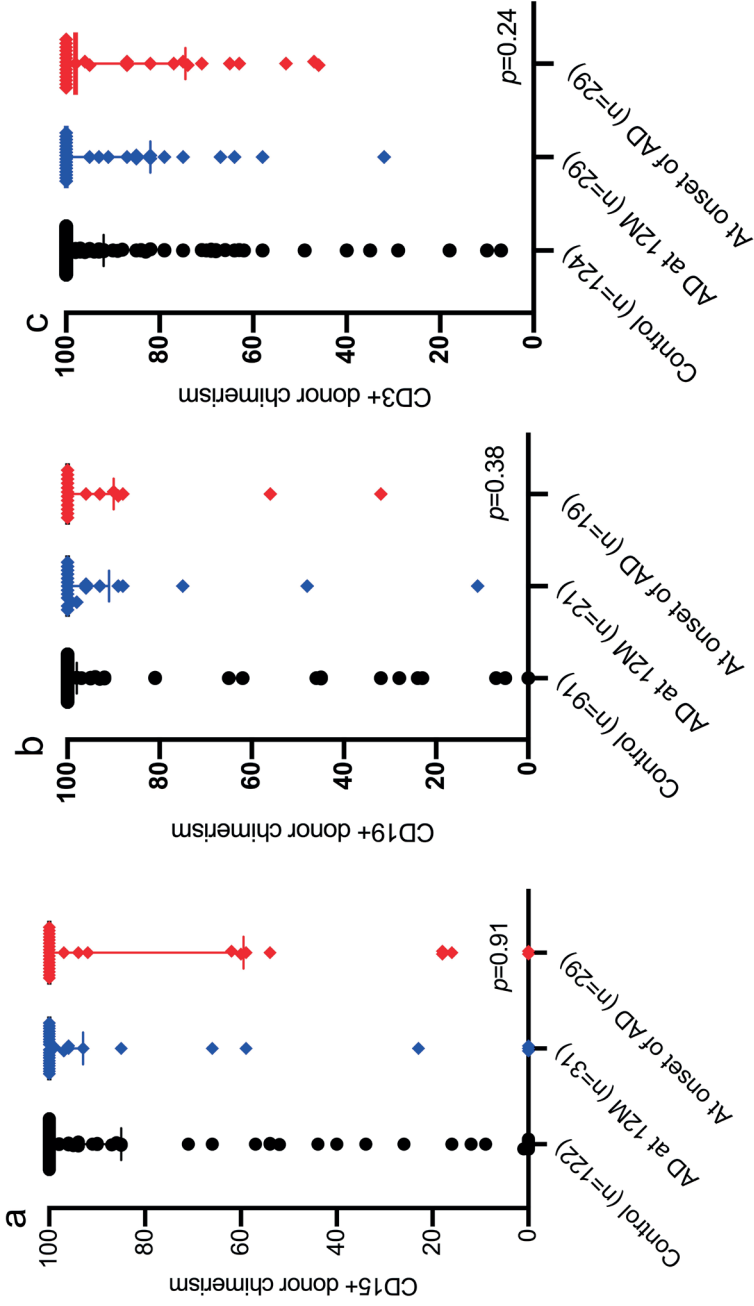 a
CD15+ donor chimerism
100
80
60
40
20
0
p=0.91
Control (n=122)
AD at 12M (n=31)
At onset of AD (n=29)
b
CD19+ donor chimerism
100
80
60
40
20
0
p=0.38
Control (n=91)
AD at 12M (n=21)
At onset of AD (n=19)
c
CD3+ donor chimerism
100
80
60
40
20
0
p=0.24
Control (n=124)
AD at 12M (n=29)
At onset of AD (n=29)